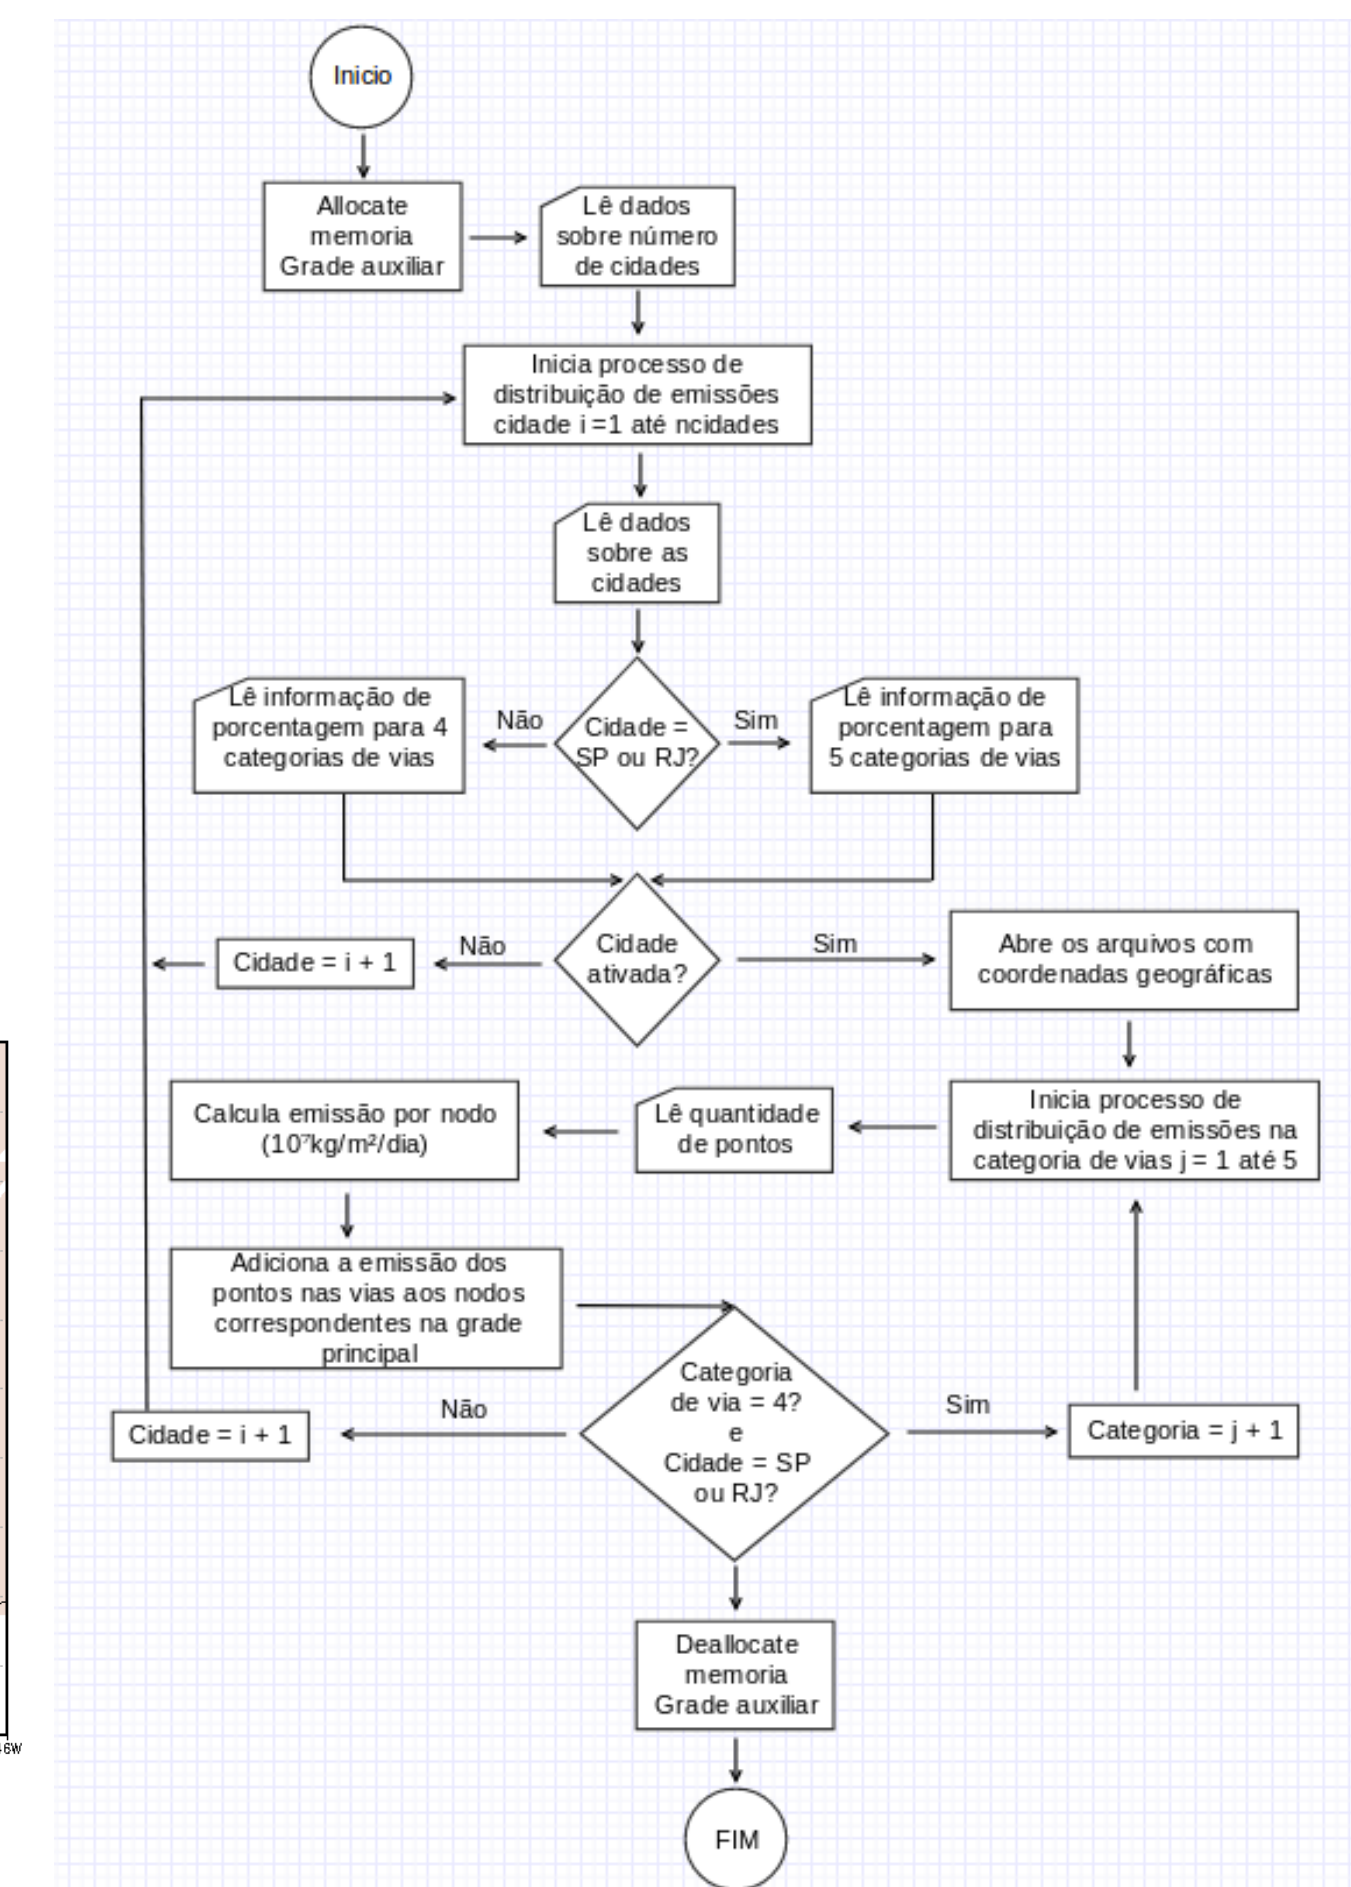 Inicio
Allocate
memoria
Grade auxiliar
Lê dados
sobre número
de cidades
Inicia processo de
distribuição de emissões
cidade i =1 até ncidades
Lê dados
sobre as
cidades
Lê informação de
porcentagem para 4
categorias de vias
Não
Cidade =
SP ou RJ?
Sim
Lê informação de
porcentagem para
5 categorias de vias
Cidade = i + 1
Não
Cidade
ativada?
Sim
Abre os arquivos com
coordenadas geográficas
Calcula emissão por nodo
(10⁷kg/m²/dia)
Lê quantidade
de pontos
Inicia processo de
distribuição de emissões na
categoria de vias j = 1 até 5
Adiciona a emissão dos
pontos nas vias aos nodos
correspondentes na grade
principal
Cidade = i + 1
Não
Categoria
de via = 4?
e
Cidade = SP
ou RJ?
Sim
Categoria = j + 1
Deallocate
memoria
Grade auxiliar
FIM